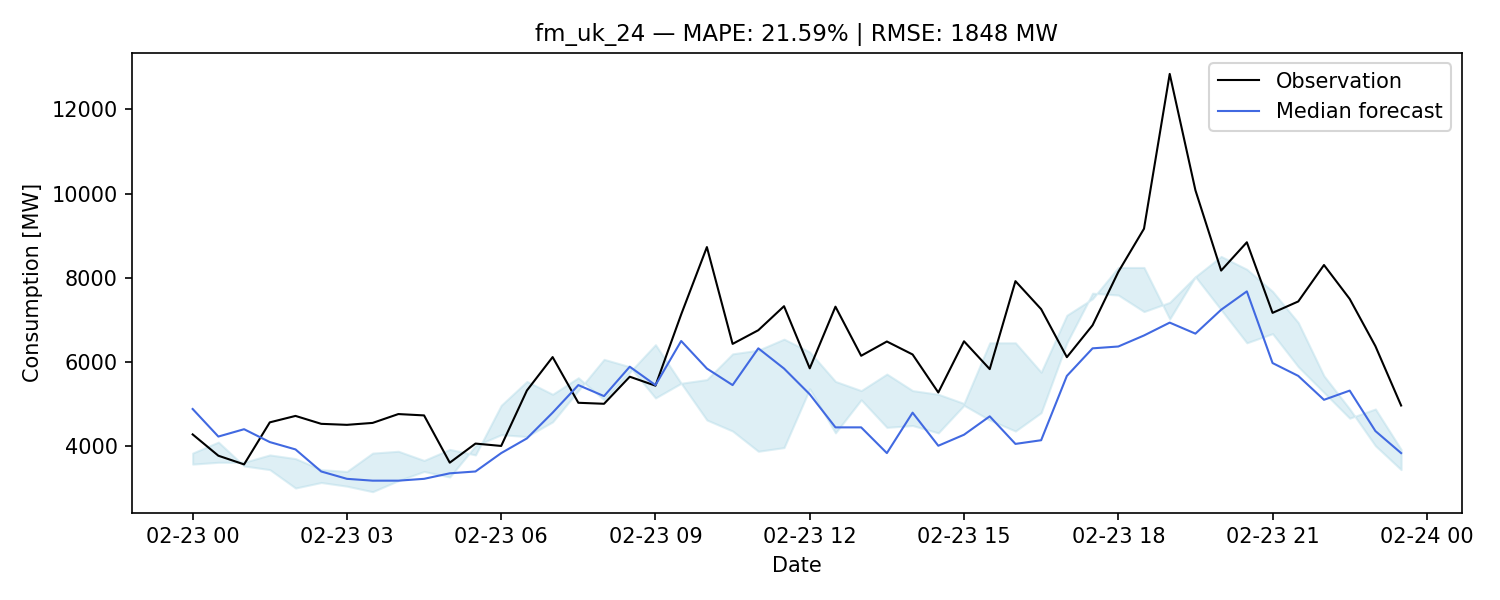 fm_uk_24 — MAPE: 21.59% | RMSE: 1848 MW
Observation
Median forecast
Consumption [MW]
12000
10000
8000
6000
4000
02-23 00 02-23 03 02-23 06 02-23 09 02-23 12 02-23 15 02-23 18 02-23 21 02-24 00
Date